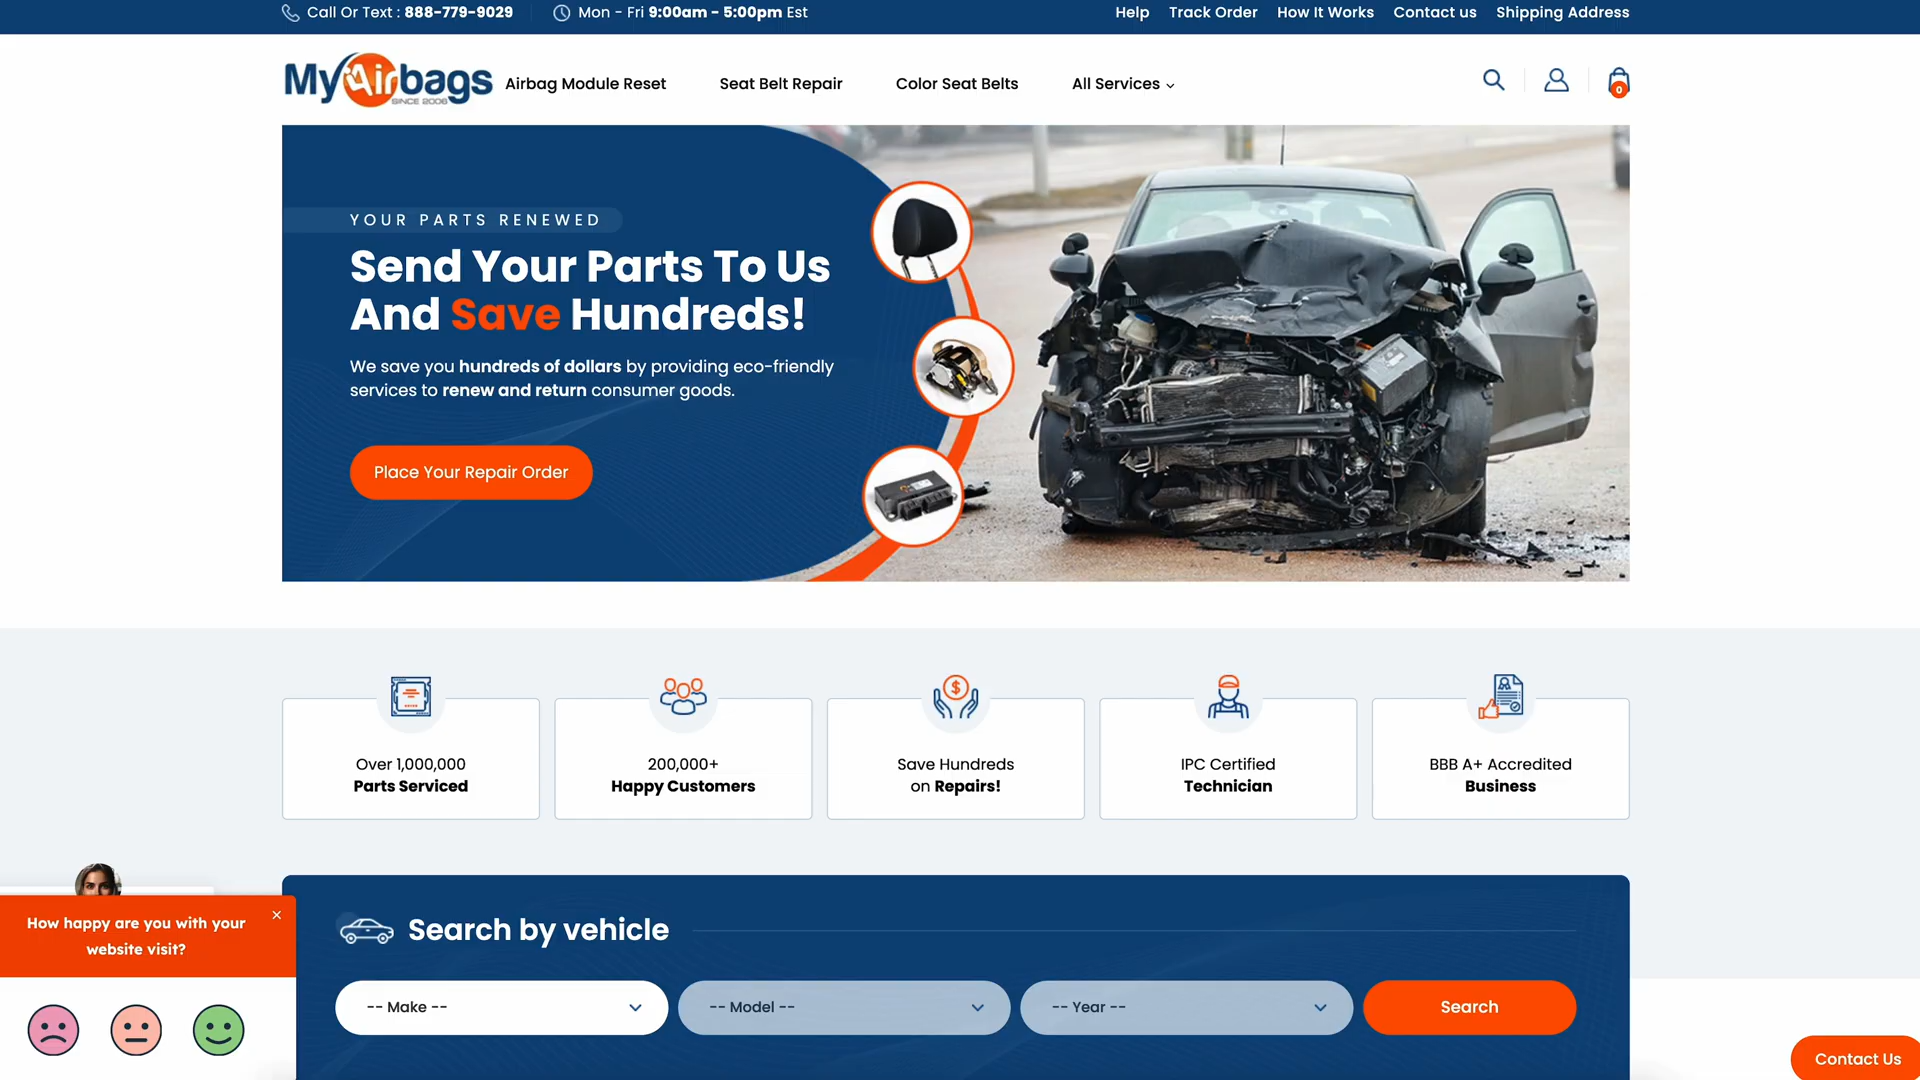 Call Or Text : 888-779-9029
Mon - Fri 9:00am - 5:00pm Est
Help
Track Order
How It Works
Contact us
Shipping Address
MyAirbags
SINCE 2006
Airbag Module Reset
Seat Belt Repair
Color Seat Belts
All Services
0
YOUR PARTS RENEWED
Send Your Parts To Us
And Save Hundreds!
We save you hundreds of dollars by providing eco-friendly
services to renew and return consumer goods.
Place Your Repair Order
Over 1,000,000
Parts Serviced
200,000+
Happy Customers
Save Hundreds
on Repairs!
IPC Certified
Technician
BBB A+ Accredited
Business
How happy are you with your
website visit?
Search by vehicle
-- Make --
-- Model --
-- Year --
Search
Contact Us